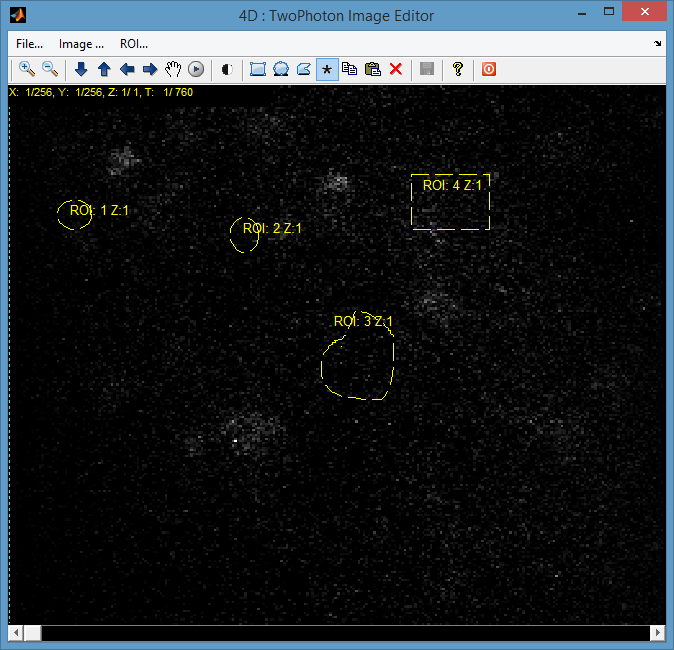 4D : TwoPhoton Image Editor
File... Image ... ROI...
X: 1/256, Y: 1/256, Z: 1/ 1, T: 1/ 760
ROI: 4 Z:1
ROI: 1 Z:1
ROI: 2 Z:1
ROI: 3 Z:1